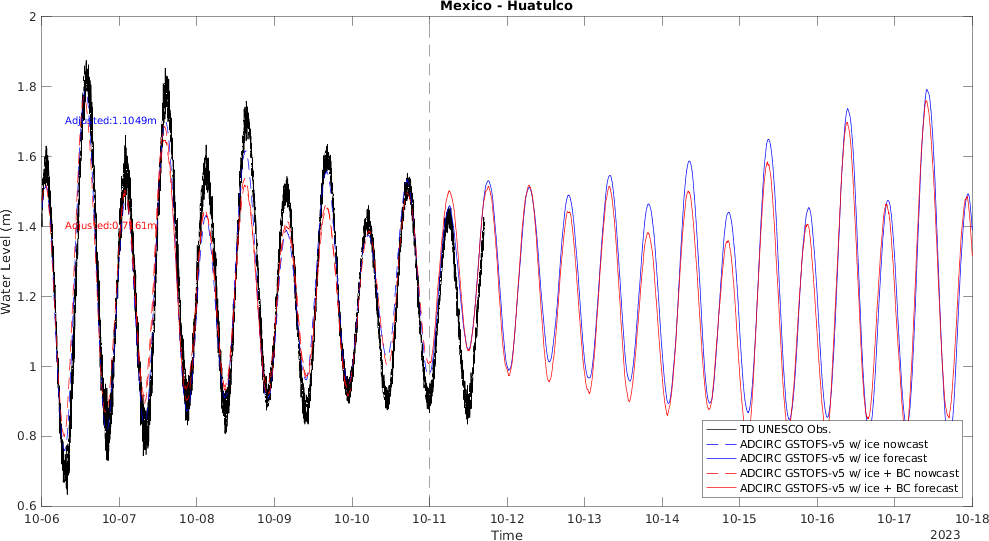 Mexico - Huatulco
Water Level (m)
2
1.8
1.6
1.4
1.2
1
0.8
0.6
Adjusted:1.1049m
10-06
10-07
10-08
10-09
10-10
10-11
10-12
10-13
10-14
10-15
10-16
10-17
10-18
Time
2023
TD UNESCO Obs.
ADCIRC GSTOFS-v5 w/ ice nowcast
ADCIRC GSTOFS-v5 w/ ice forecast
ADCIRC GSTOFS-v5 w/ ice + BC nowcast
ADCIRC GSTOFS-v5 w/ ice + BC forecast